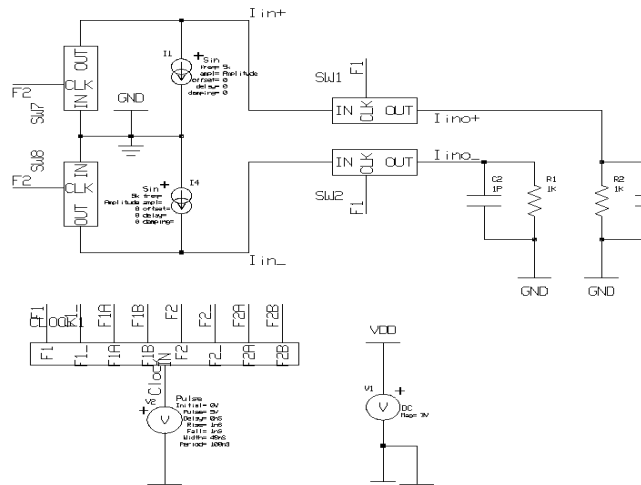 Iin+
OUT
CLK
IN
F2
SW7
I1
Sin
freq= 5k
ampl= Amplitude
offset= 0
delay= 0
damping= 0
GND
F1
SW1
IN
CLK
OUT
Iino+
SW8
IN
CLK
OUT
F2
Sin
5k freq=
Amplitude ampl=
0 offset=
0 delay=
0 damping=
I4
Iin_
IN
CLK
OUT
SW2
F1
Iino_
C2
1P
R1
1K
R2
1K
GND
GND
F1
F1_
F1A
F1B
F2
F2_
F2A
F2B
CLOCK1
F1
F1_
F1A
F1B
F2
F2_
F2A
F2B
IN
Clock
V2
V
Pulse
Initial= 0V
Pulse= 5V
Delay= 0nS
Rise= 1nS
Fall= 1nS
Width= 48nS
Period= 100nS
VDD
V1
V
DC
Mag= 3V